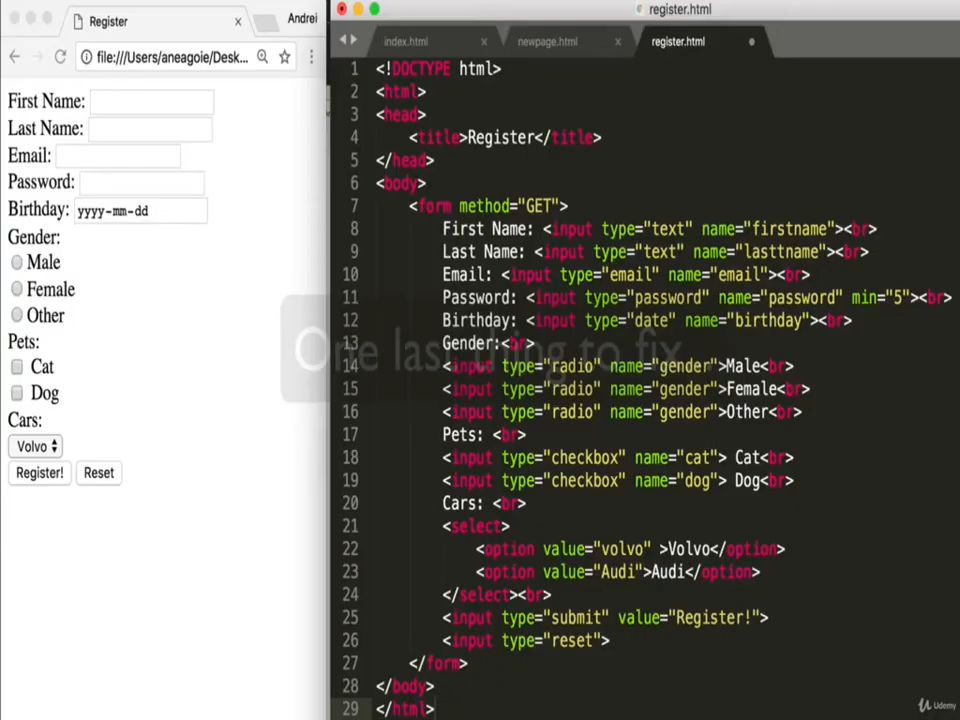 Register
Andrei
file:///Users/aneagoie/Desk...
First Name:
Last Name:
Email:
Password:
Birthday: yyyy-mm-dd
Gender:
Male
Female
Other
Pets:
Cat
Dog
Cars:
Volvo
Register! Reset
register.html
index.html newpage.html register.html
1 <!DOCTYPE html>
2 <html>
3 <head>
4 <title>Register</title>
5 </head>
6 <body>
7 <form method="GET">
8 First Name: <input type="text" name="firstname"><br>
9 Last Name: <input type="text" name="lasttname"><br>
10 Email: <input type="email" name="email"><br>
11 Password: <input type="password" name="password" min="5"><br>
12 Birthday: <input type="date" name="birthday"><br>
13 Gender:<br>
14 <input type="radio" name="gender">Male<br>
15 <input type="radio" name="gender">Female<br>
16 <input type="radio" name="gender">Other<br>
17 Pets: <br>
18 <input type="checkbox" name="cat"> Cat<br>
19 <input type="checkbox" name="dog"> Dog<br>
20 Cars: <br>
21 <select>
22 <option value="volvo" >Volvo</option>
23 <option value="Audi">Audi</option>
24 </select><br>
25 <input type="submit" value="Register!">
26 <input type="reset">
27 </form>
28 </body>
29 </html>
One last thing to fix
Udemy